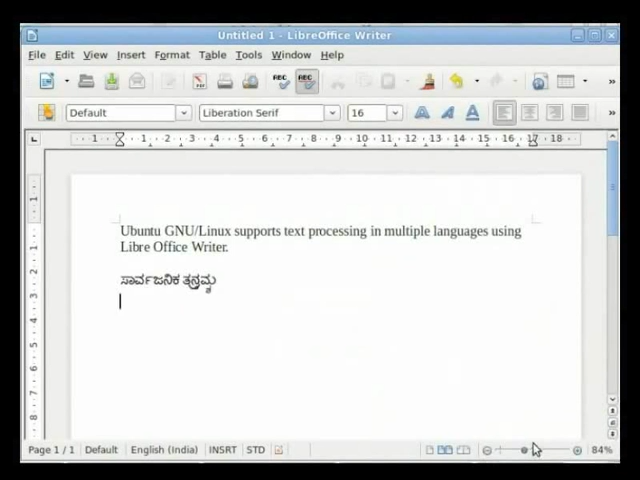 Untitled 1 - LibreOffice Writer
File Edit View Insert Format Table Tools Window Help
Default Liberation Serif 16
Ubuntu GNU/Linux supports text processing in multiple languages using
Libre Office Writer.
ಸಾರ್ವಜನಿಕ
Page 1 / 1 Default English (India) INSRT STD 84%